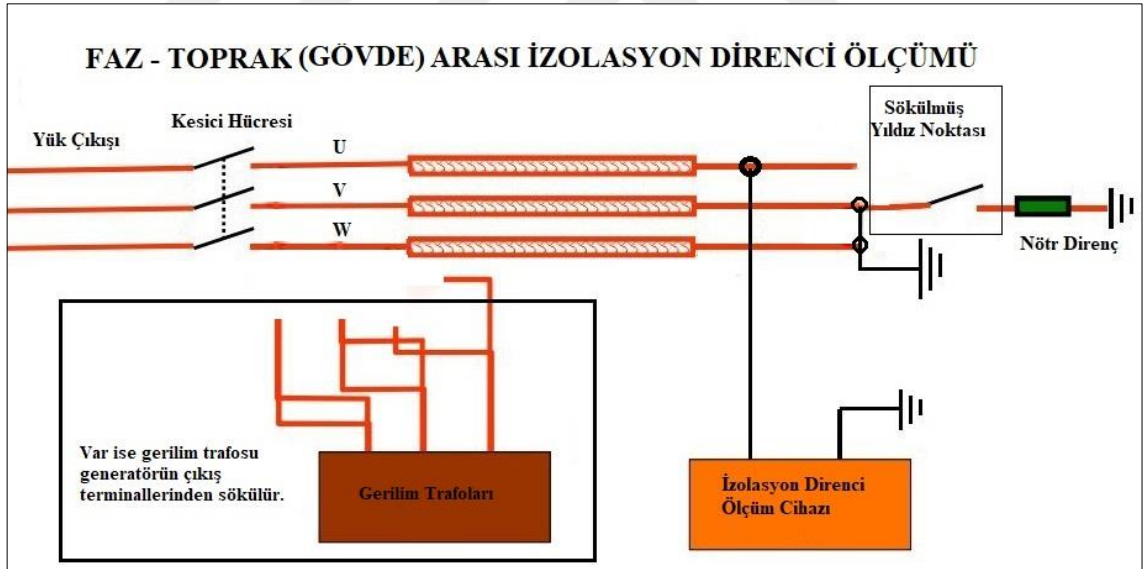 FAZ - TOPRAK (GÖVDE) ARASI İZOLASYON DİRENCİ ÖLÇÜMÜ
Yük Çıkışı
Kesici Hücresi
U
V
W
Sökülmüş
Yıldız Noktası
Nötr Direnç
Var ise gerilim trafosu
generatörün çıkış
terminallerinden sökülür.
Gerilim Trafoları
İzolasyon Direnci
Ölçüm Cihazı